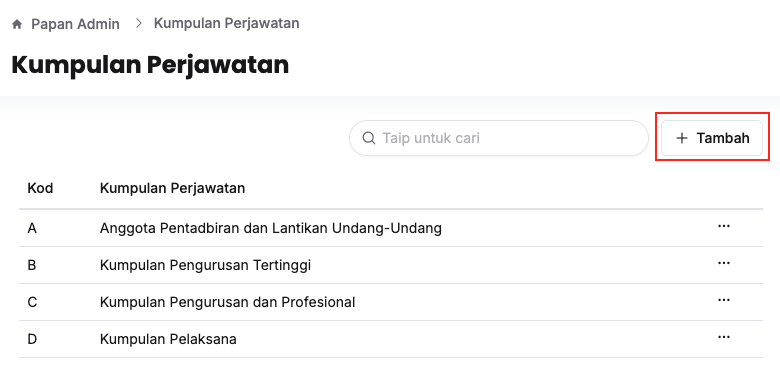 Papan Admin > Kumpulan Perjawatan
Kumpulan Perjawatan
Taip untuk cari
+ Tambah
Kod Kumpulan Perjawatan
A Anggota Pentadbiran dan Lantikan Undang-Undang ...
B Kumpulan Pengurusan Tertinggi ...
C Kumpulan Pengurusan dan Profesional ...
D Kumpulan Pelaksana ...